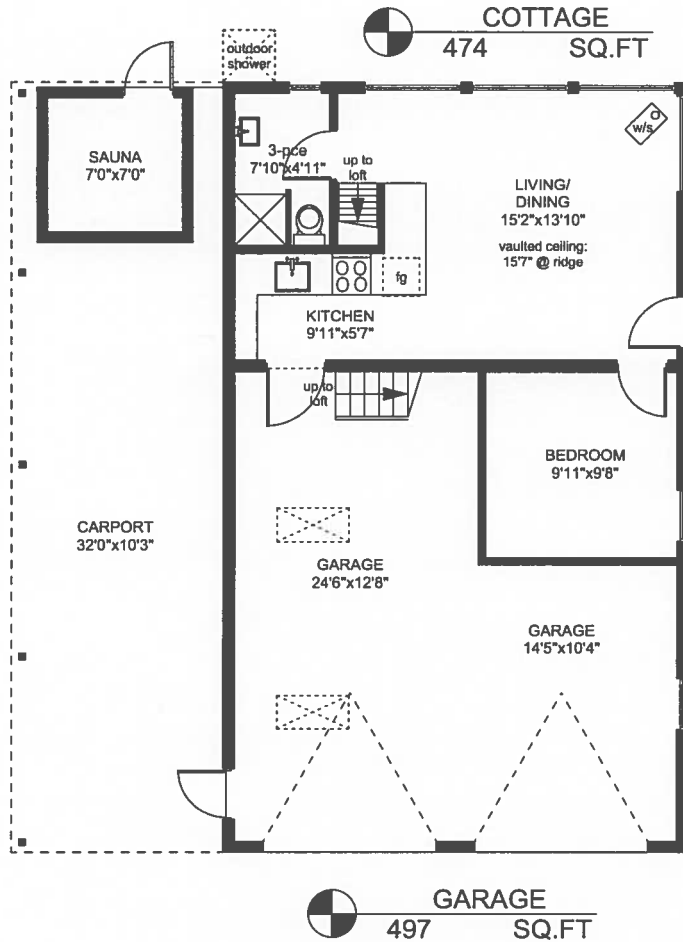 COTTAGE
474 SQ.FT
outdoor
shower
SAUNA
7'0"x7'0"
3-pce
7'10"x4'11"
up to
loft
w/s
LIVING/
DINING
15'2"x13'10"
vaulted ceiling:
15'7" @ ridge
fg
KITCHEN
9'11"x5'7"
up to
loft
BEDROOM
9'11"x9'8"
CARPORT
32'0"x10'3"
GARAGE
24'6"x12'8"
GARAGE
14'5"x10'4"
GARAGE
497 SQ.FT